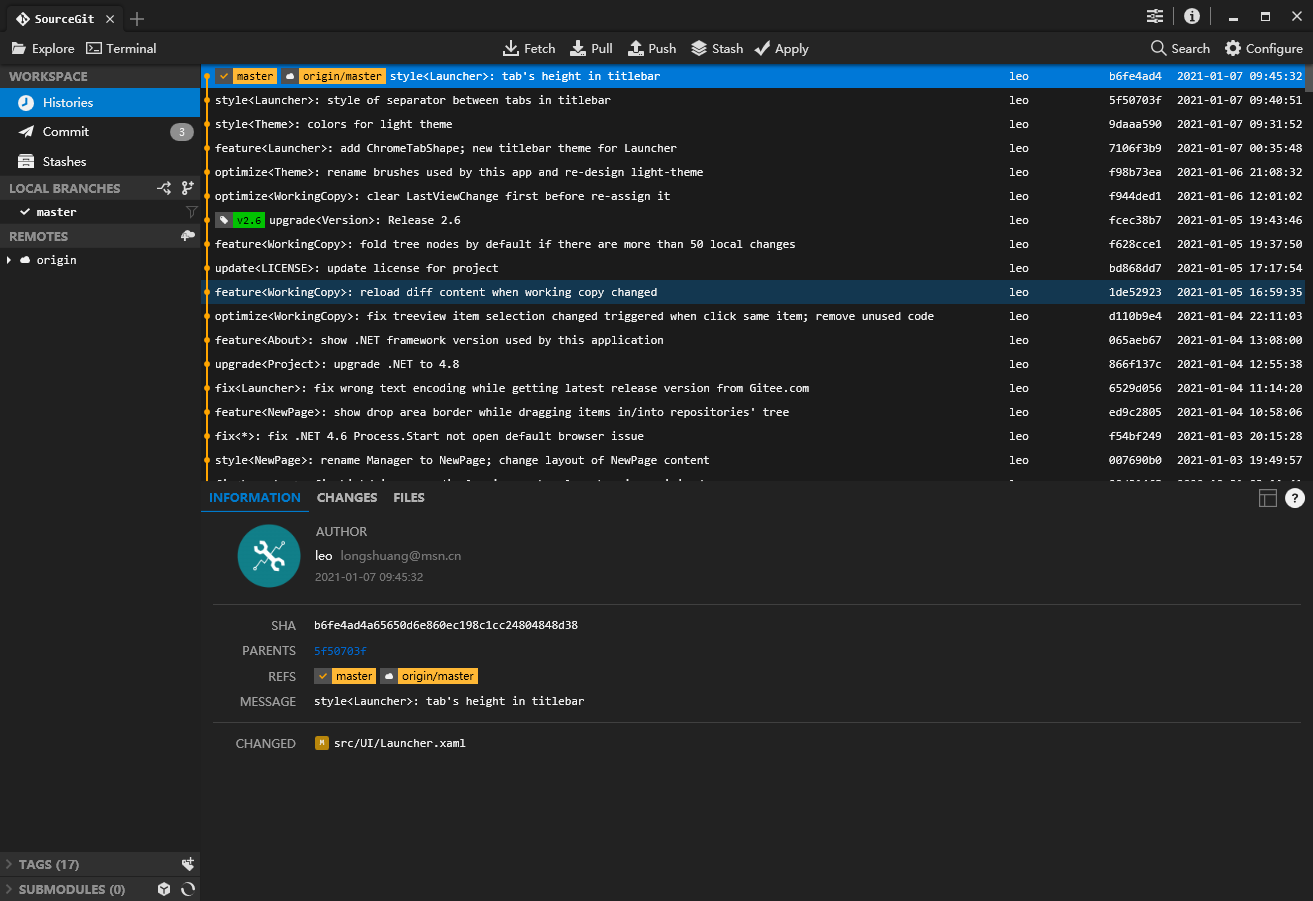 SourceGit
Explore Terminal Fetch Pull Push Stash Apply Search Configure
WORKSPACE
Histories
Commit 3
Stashes
LOCAL BRANCHES
master
REMOTES
origin
TAGS (17)
SUBMODULES (0)
master origin/master style<Launcher>: tab's height in titlebar leo b6fe4ad4 2021-01-07 09:45:32
style<Launcher>: style of separator between tabs in titlebar leo 5f50703f 2021-01-07 09:40:51
style<Theme>: colors for light theme leo 9daaa590 2021-01-07 09:31:52
feature<Launcher>: add ChromeTabShape; new titlebar theme for Launcher leo 7106f3b9 2021-01-07 00:35:48
optimize<Theme>: rename brushes used by this app and re-design light-theme leo f98b73ea 2021-01-06 21:08:32
optimize<WorkingCopy>: clear LastViewChange first before re-assign it leo f944ded1 2021-01-06 12:01:02
v2.6 upgrade<Version>: Release 2.6 leo fcec38b7 2021-01-05 19:43:46
feature<WorkingCopy>: fold tree nodes by default if there are more than 50 local changes leo f628cce1 2021-01-05 19:37:50
update<LICENSE>: update license for project leo bd868dd7 2021-01-05 17:17:54
feature<WorkingCopy>: reload diff content when working copy changed leo 1de52923 2021-01-05 16:59:35
optimize<WorkingCopy>: fix treeview item selection changed triggered when click same item; remove unused code leo d110b9e4 2021-01-04 22:11:03
feature<About>: show .NET framework version used by this application leo 065aeb67 2021-01-04 13:08:00
upgrade<Project>: upgrade .NET to 4.8 leo 866f137c 2021-01-04 12:55:38
fix<Launcher>: fix wrong text encoding while getting latest release version from Gitee.com leo 6529d056 2021-01-04 11:14:20
feature<NewPage>: show drop area border while dragging items in/into repositories' tree leo ed9c2805 2021-01-04 10:58:06
fix<*>: fix .NET 4.6 Process.Start not open default browser issue leo f54bf249 2021-01-03 20:15:28
style<NewPage>: rename Manager to NewPage; change layout of NewPage content leo 007690b0 2021-01-03 19:49:57
INFORMATION CHANGES FILES
?
AUTHOR
leo longshuang@msn.cn
2021-01-07 09:45:32
SHA b6fe4ad4a65650d6e860ec198c1cc24804848d38
PARENTS 5f50703f
REFS master origin/master
MESSAGE style<Launcher>: tab's height in titlebar
CHANGED M src/UI/Launcher.xaml